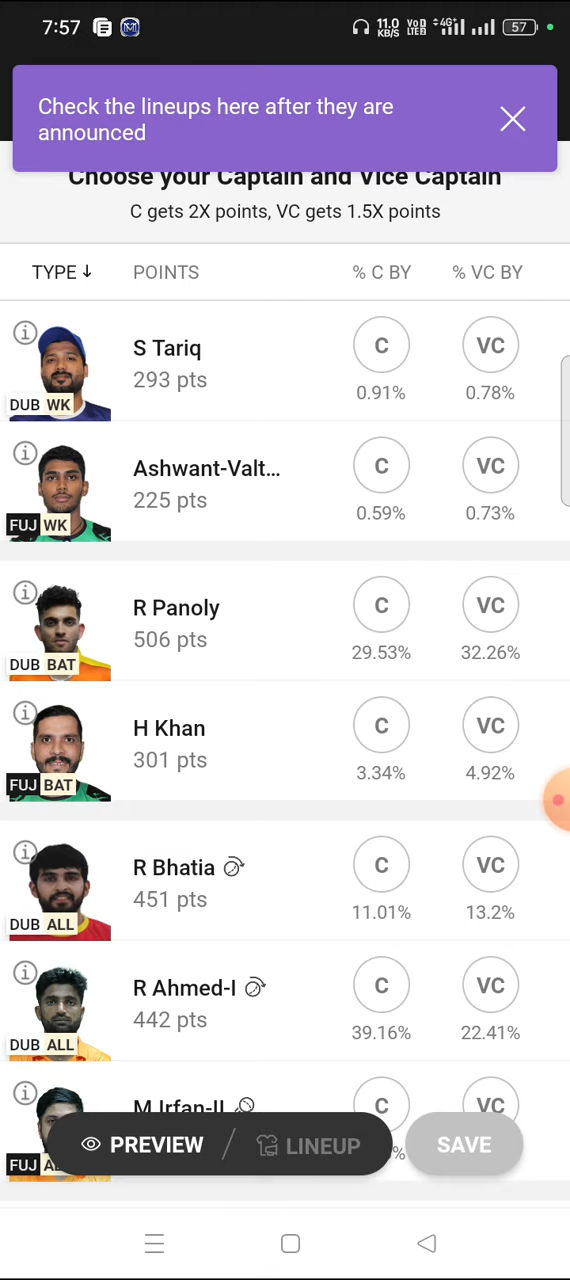 7:57
11.0 KB/S
4G+
57
Check the lineups here after they are
announced
Choose your Captain and Vice Captain
C gets 2X points, VC gets 1.5X points
TYPE↓ POINTS % C BY % VC BY
S Tariq
293 pts
C VC
0.91% 0.78%
DUB WK
Ashwant-Valt...
225 pts
C VC
0.59% 0.73%
FUJ WK
R Panoly
506 pts
C VC
29.53% 32.26%
DUB BAT
H Khan
301 pts
C VC
3.34% 4.92%
FUJ BAT
R Bhatia
451 pts
C VC
11.01% 13.2%
DUB ALL
R Ahmed-I
442 pts
C VC
39.16% 22.41%
DUB ALL
M Irfan-II
C VC
FUJ
PREVIEW / LINEUP SAVE